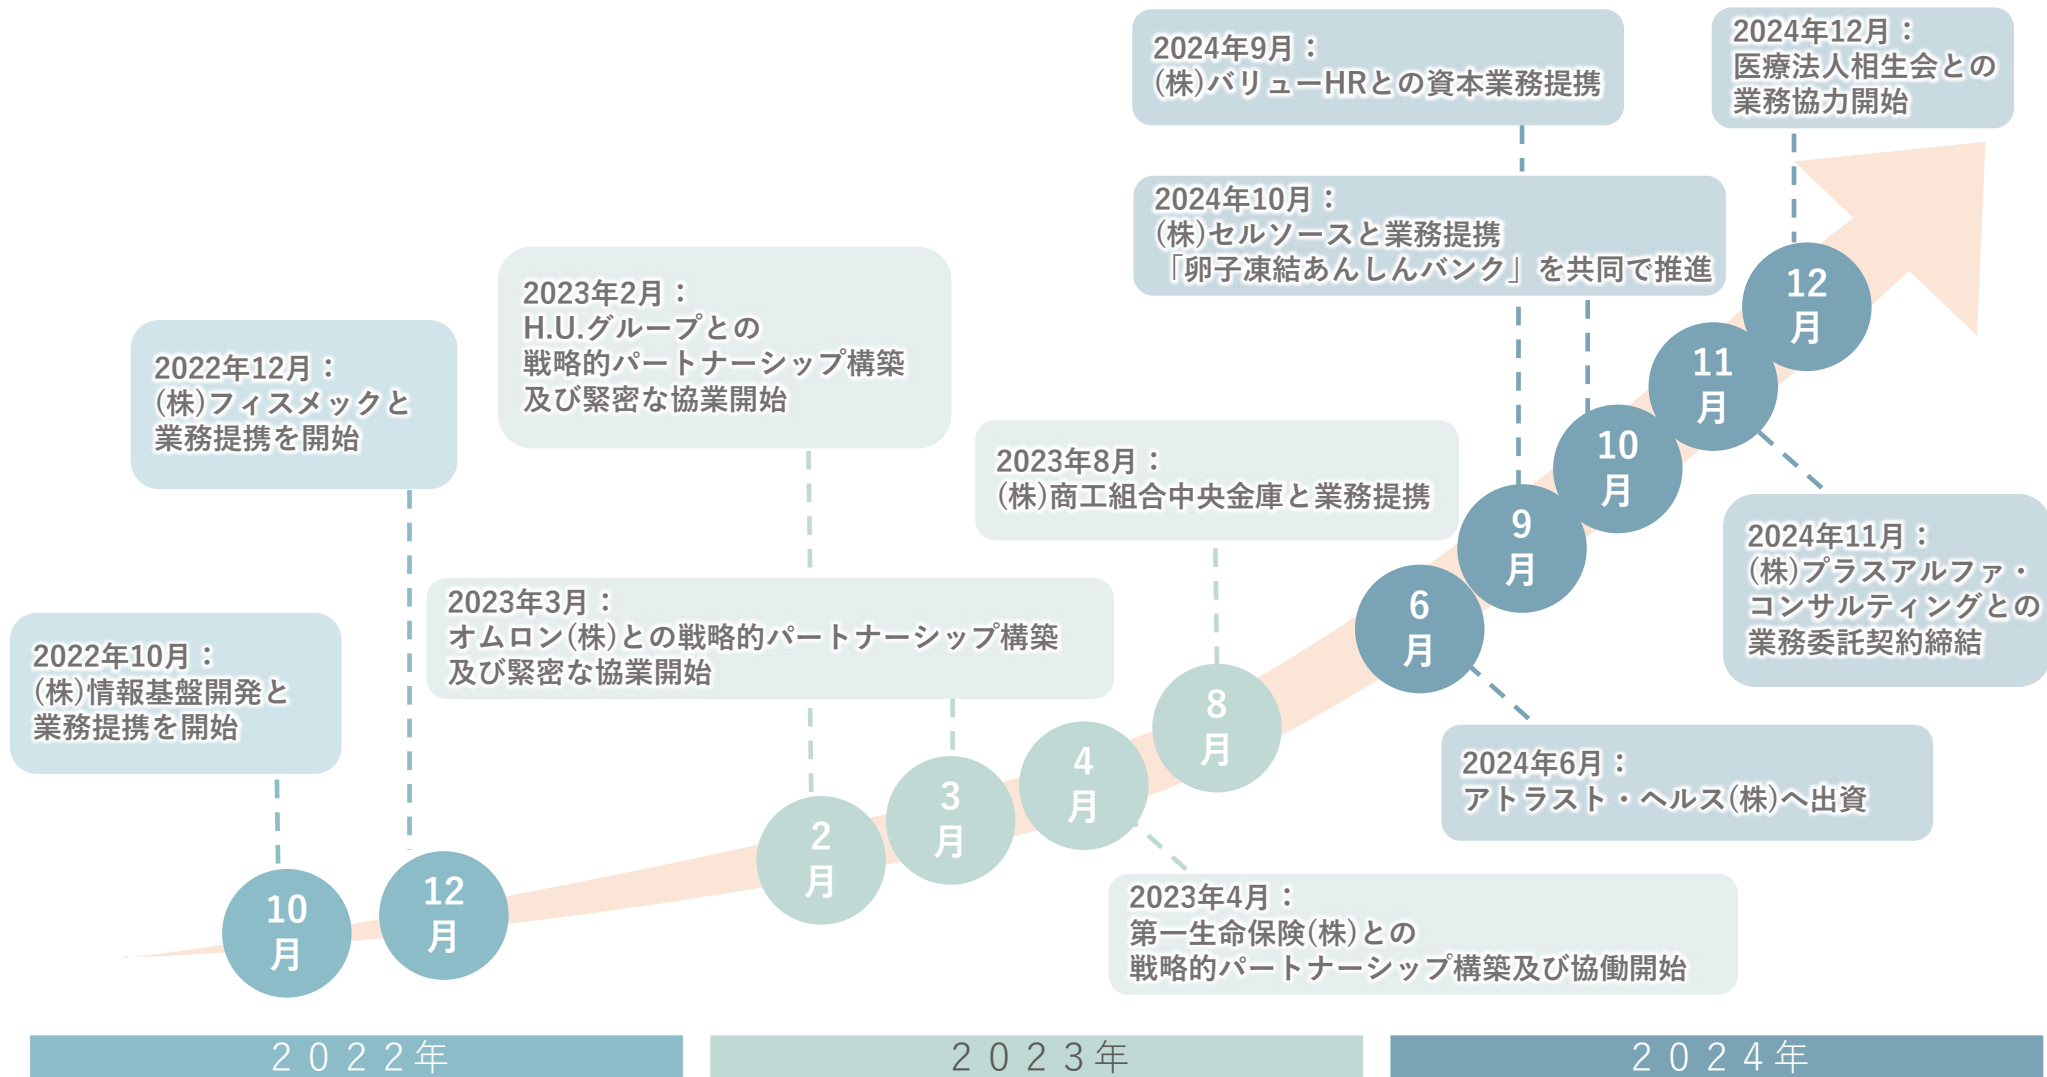 2022年10月：
(株)情報基盤開発と
業務提携を開始
2022年12月：
(株)フィスメックと
業務提携を開始
2023年2月：
H.U.グループとの
戦略的パートナーシップ構築
及び緊密な協業開始
2023年3月：
オムロン(株)との戦略的パートナーシップ構築
及び緊密な協業開始
2023年4月：
第一生命保険(株)との
戦略的パートナーシップ構築及び協働開始
2023年8月：
(株)商工組合中央金庫と業務提携
2024年6月：
アトラスト・ヘルス(株)へ出資
2024年9月：
(株)バリューHRとの資本業務提携
2024年10月：
(株)セルソースと業務提携
「卵子凍結あんしんバンク」を共同で推進
2024年11月：
(株)プラスアルファ・
コンサルティングとの
業務委託契約締結
2024年12月：
医療法人相生会との
業務協力開始
10
月
12
月
2
月
3
月
4
月
8
月
6
月
9
月
10
月
11
月
12
月
２０２２年
２０２３年
２０２４年